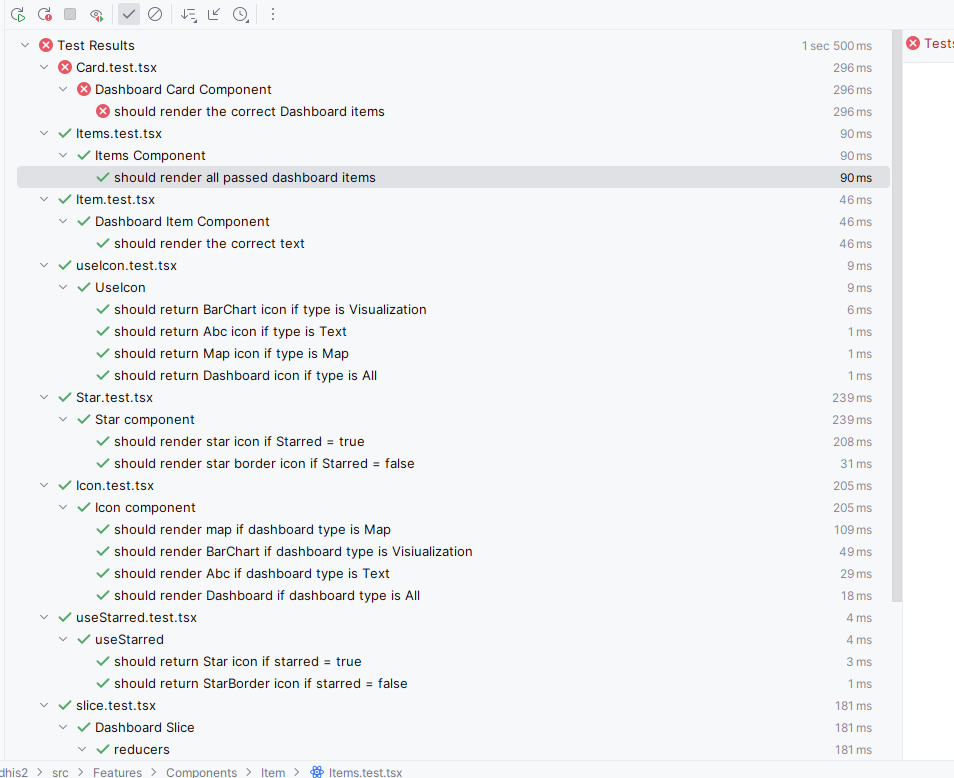 Test Results 1 sec 500 ms
Tests
Card.test.tsx 296 ms
Dashboard Card Component 296 ms
should render the correct Dashboard items 296 ms
Items.test.tsx 90 ms
Items Component 90 ms
should render all passed dashboard items 90 ms
Item.test.tsx 46 ms
Dashboard Item Component 46 ms
should render the correct text 46 ms
useIcon.test.tsx 9 ms
UseIcon 9 ms
should return BarChart icon if type is Visualization 6 ms
should return Abc icon if type is Text 1 ms
should return Map icon if type is Map 1 ms
should return Dashboard icon if type is All 1 ms
Star.test.tsx 239 ms
Star component 239 ms
should render star icon if Starred = true 208 ms
should render star border icon if Starred = false 31 ms
Icon.test.tsx 205 ms
Icon component 205 ms
should render map if dashboard type is Map 109 ms
should render BarChart if dashboard type is Visiualization 49 ms
should render Abc if dashboard type is Text 29 ms
should render Dashboard if dashboard type is All 18 ms
useStarred.test.tsx 4 ms
useStarred 4 ms
should return Star icon if starred = true 3 ms
should return StarBorder icon if starred = false 1 ms
slice.test.tsx 181 ms
Dashboard Slice 181 ms
reducers 181 ms
dhis2 > src > Features > Components > Item > Items.test.tsx